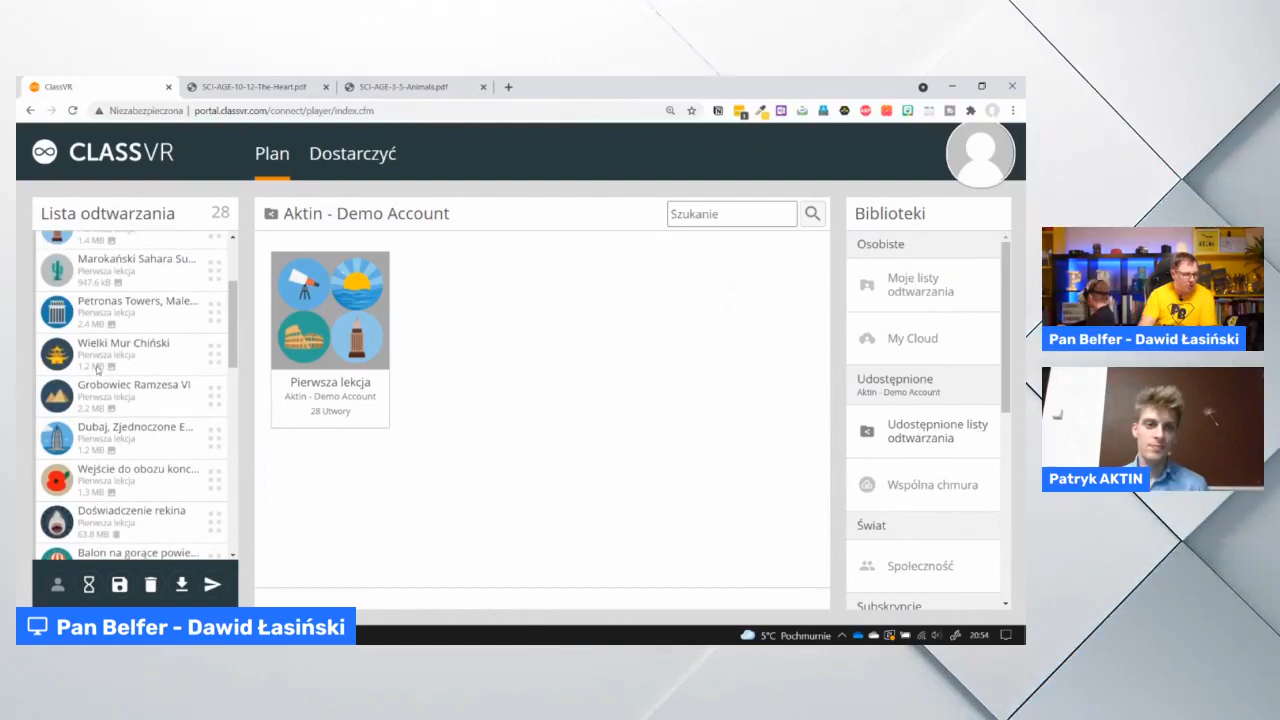 ClassVR
SCI-AGE-10-12-The-Heart.pdf
SCI-AGE-3-5-Animals.pdf
Niezabezpieczona
portal.classvr.com/connect/player/index.cfm
CLASSVR
Plan
Dostarczyć
Lista odtwarzania
28
1.4 MB
Marokański Sahara Su...
Pierwsza lekcja
947.6 kB
Petronas Towers, Male...
Pierwsza lekcja
2.4 MB
Wielki Mur Chiński
Pierwsza lekcja
1.2 MB
Grobowiec Ramzesa VI
Pierwsza lekcja
2.2 MB
Dubaj, Zjednoczone E...
Pierwsza lekcja
1.2 MB
Wejście do obozu konc...
Pierwsza lekcja
1.3 MB
Doświadczenie rekina
Pierwsza lekcja
63.8 MB
Balon na gorące powie...
Aktin - Demo Account
Szukanie
Pierwsza lekcja
Aktin - Demo Account
28 Utwory
Biblioteki
Osobiste
Moje listy
odtwarzania
My Cloud
Udostępnione
Aktin - Demo Account
Udostępnione listy
odtwarzania
Wspólna chmura
Świat
Społeczność
Subskrypcje
Pan Belfer - Dawid Łasiński
5°C Pochmurnie
20:54
Pan Belfer - Dawid Łasiński
Patryk AKTIN